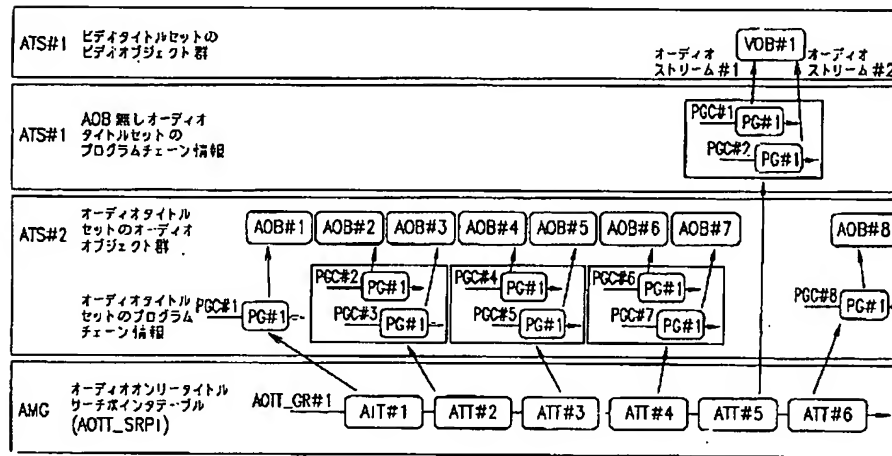 ATS#1
ビデオタイトルセットの
ビデオオブジェクト群
VOB#1
オーディオ
ストリーム#1
オーディオ
ストリーム#2
ATS#1
AOB無しオーディオ
タイトルセットの
プログラムチェーン情報
PGC#1
PG#1
PGC#2
PG#1
ATS#2
オーディオタイトル
セットのオーディオ
オブジェクト群
AOB#1
AOB#2
AOB#3
AOB#4
AOB#5
AOB#6
AOB#7
AOB#8
オーディオタイトル
セットのプログラム
チェーン情報
PGC#1
PG#1
PGC#2
PG#1
PGC#3
PG#1
PGC#4
PG#1
PGC#5
PG#1
PGC#6
PG#1
PGC#7
PG#1
PGC#8
PG#1
AMG
オーディオオンリータイトル
サーチポインタテーブル
(AOTT_SRPI)
AOTT_GR#1
ATT#1
ATT#2
ATT#3
ATT#4
ATT#5
ATT#6